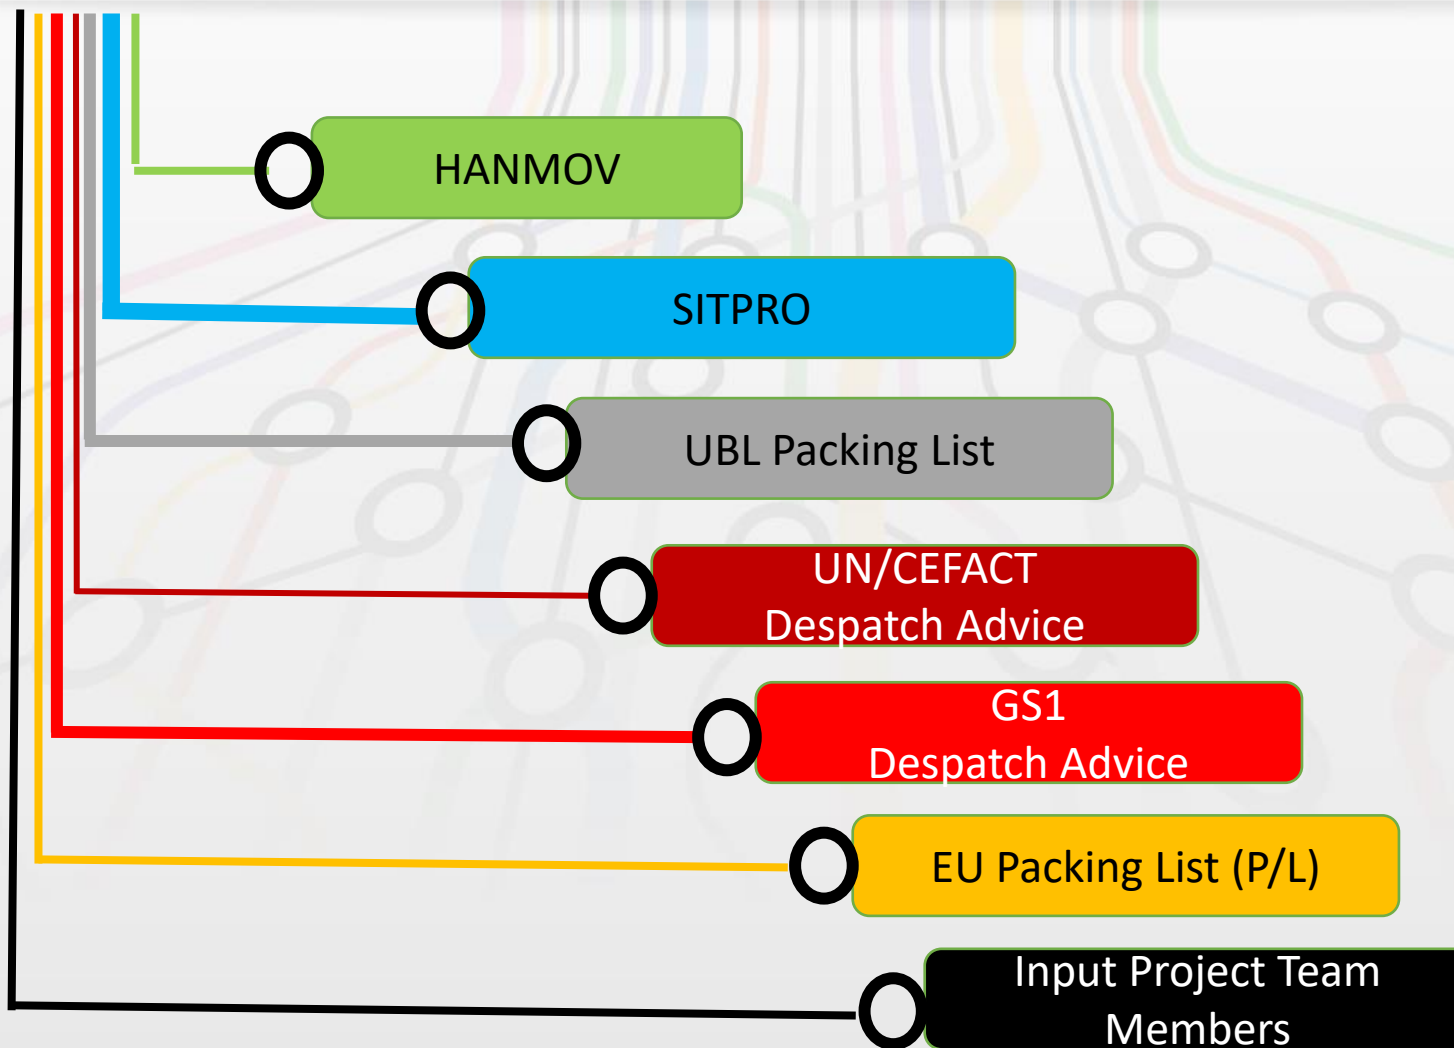 HANMOV
SITPRO
UBL Packing List
UN/CEFACT
Despatch Advice
GS1
Despatch Advice
EU Packing List (P/L)
Input Project Team
Members